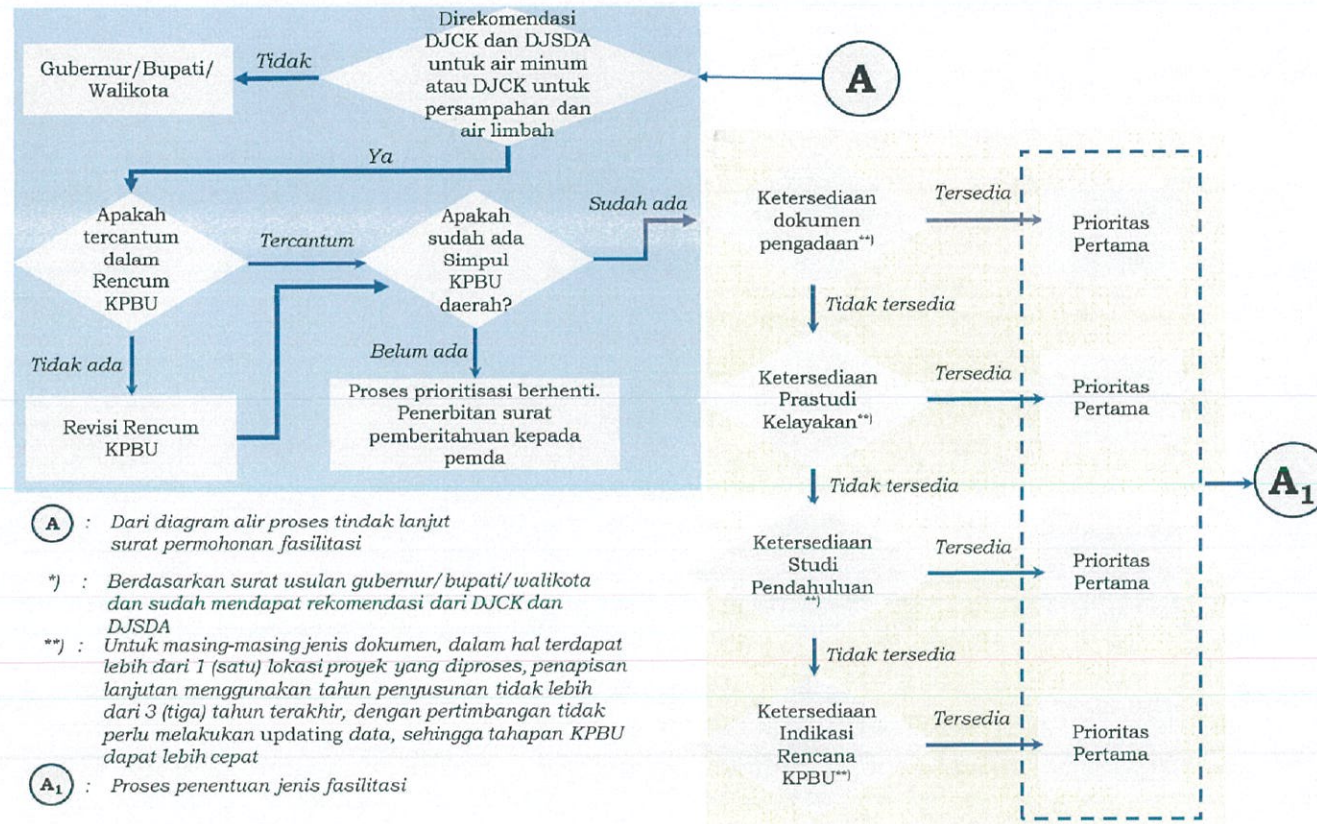 Direkomendasi
DJCK dan DJSDA
untuk air minum
atau DJCK untuk
persampahan dan
air limbah
Tidak
Gubernur/Bupati/
Walikota
A
Ya
Apakah
tercantum
dalam
Rencum
KPBU
Tercantum
Apakah
sudah ada
Simpul
KPBU
daerah?
Sudah ada
Tidak ada
Belum ada
Revisi Rencum
KPBU
Proses prioritisasi berhenti.
Penerbitan surat
pemberitahuan kepada
pemda
Ketersediaan
dokumen
pengadaan**)
Tersedia
Prioritas
Pertama
Tidak tersedia
Ketersediaan
Prastudi
Kelayakan**)
Tersedia
Prioritas
Pertama
Tidak tersedia
Ketersediaan
Studi
Pendahuluan
**)
Tersedia
Prioritas
Pertama
Tidak tersedia
Ketersediaan
Indikasi
Rencana
KPBU**)
Tersedia
Prioritas
Pertama
A1
A : Dari diagram alir proses tindak lanjut
surat permohonan fasilitasi
*) : Berdasarkan surat usulan gubernur/bupati/walikota
dan sudah mendapat rekomendasi dari DJCK dan
DJSDA
**) : Untuk masing-masing jenis dokumen, dalam hal terdapat
lebih dari 1 (satu) lokasi proyek yang diproses, penapisan
lanjutan menggunakan tahun penyusunan tidak lebih
dari 3 (tiga) tahun terakhir, dengan pertimbangan tidak
perlu melakukan updating data, sehingga tahapan KPBU
dapat lebih cepat
A1 : Proses penentuan jenis fasilitasi